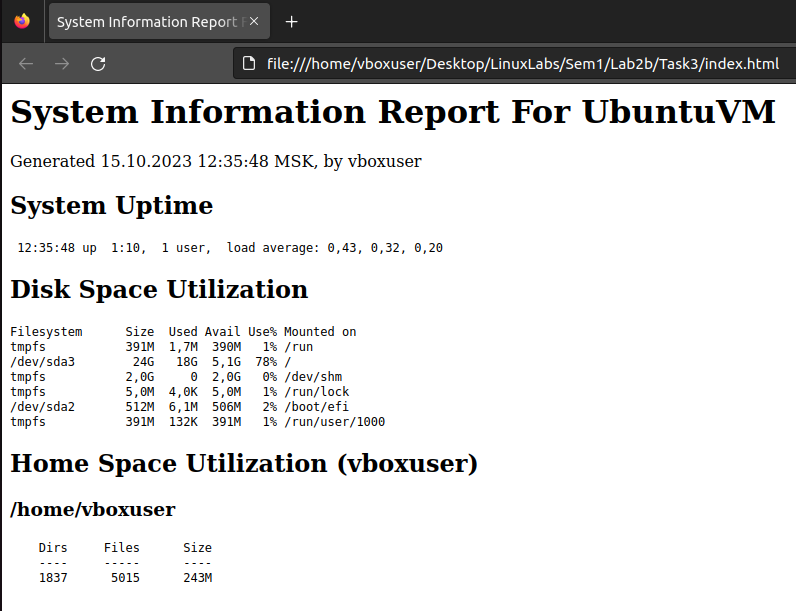 System Information Report F
file:///home/vboxuser/Desktop/LinuxLabs/Sem1/Lab2b/Task3/index.html
System Information Report For UbuntuVM
Generated 15.10.2023 12:35:48 MSK, by vboxuser
System Uptime
12:35:48 up  1:10,  1 user,  load average: 0,43, 0,32, 0,20
Disk Space Utilization
Filesystem      Size  Used Avail Use% Mounted on
tmpfs           391M  1,7M  390M   1% /run
/dev/sda3        24G   18G  5,1G  78% /
tmpfs           2,0G     0  2,0G   0% /dev/shm
tmpfs           5,0M  4,0K  5,0M   1% /run/lock
/dev/sda2       512M  6,1M  506M   2% /boot/efi
tmpfs           391M  132K  391M   1% /run/user/1000
Home Space Utilization (vboxuser)
/home/vboxuser
    Dirs     Files      Size
    ----     -----      ----
    1837      5015      243M